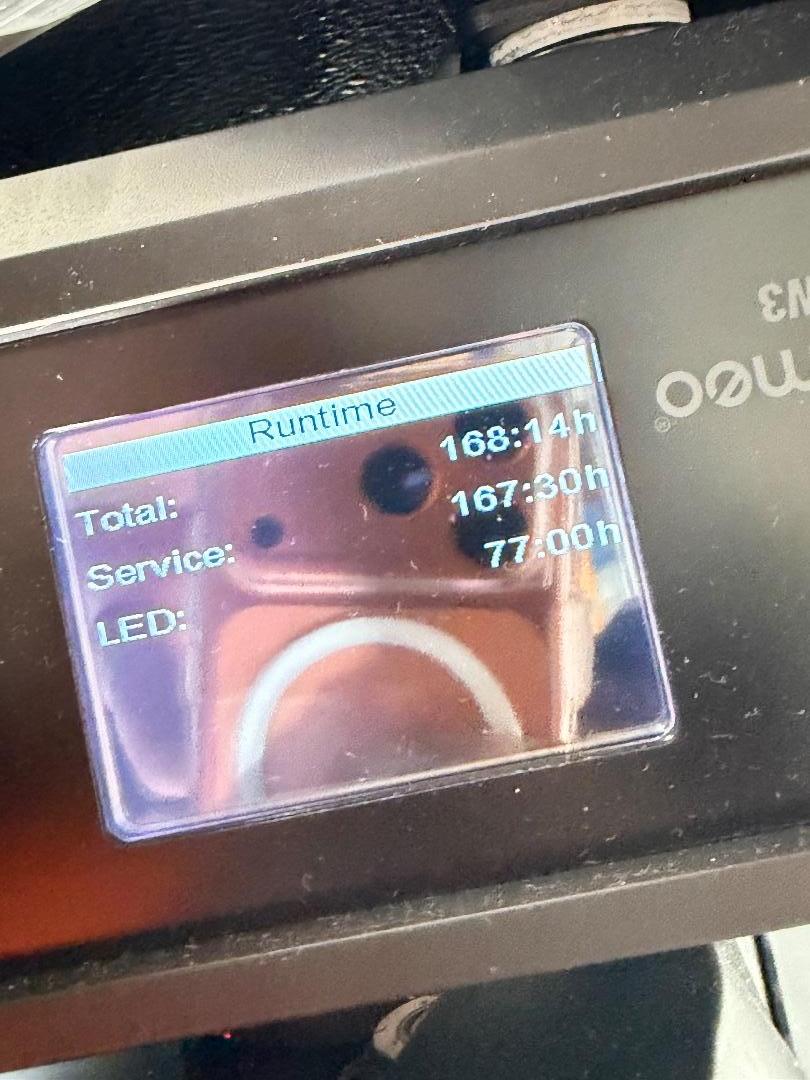 Runtime
Total: 168:14h
Service: 167:30h
LED: 77:00h
meo®